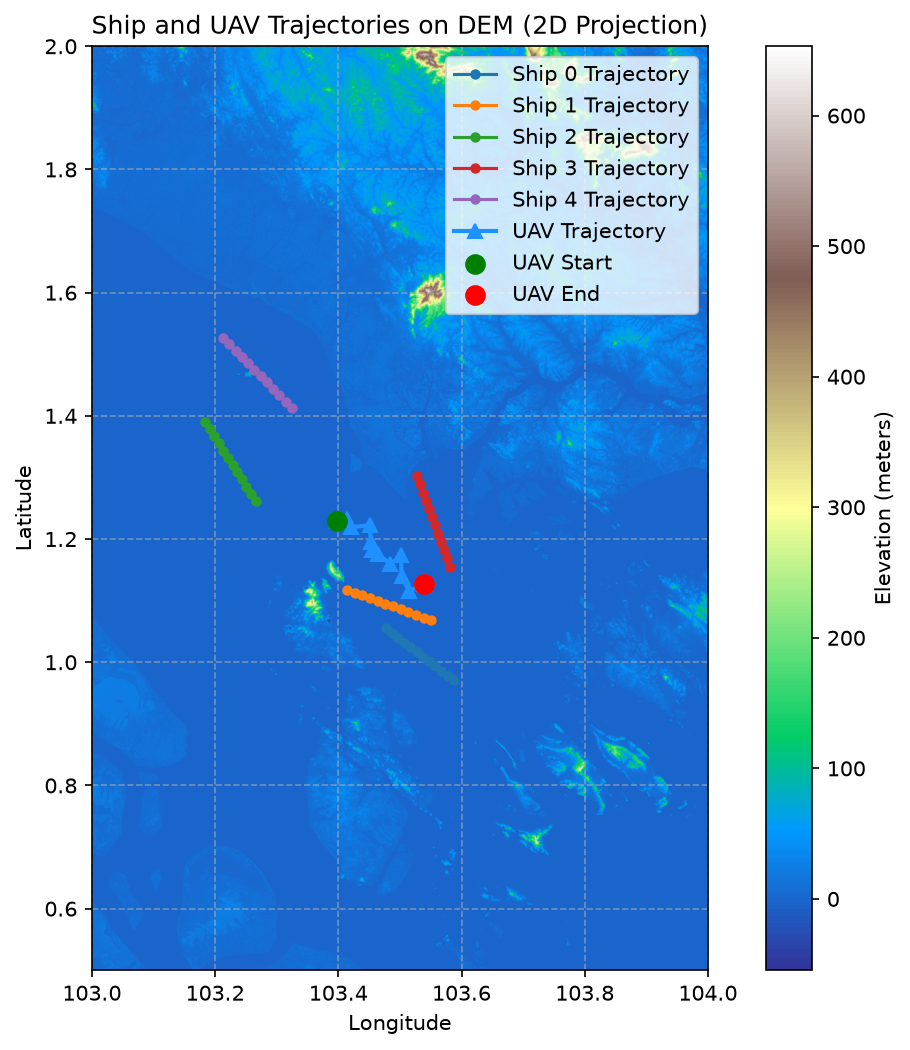 Ship and UAV Trajectories on DEM (2D Projection)
Ship 0 Trajectory
Ship 1 Trajectory
Ship 2 Trajectory
Ship 3 Trajectory
Ship 4 Trajectory
UAV Trajectory
UAV Start
UAV End
2.0
1.8
1.6
1.4
1.2
1.0
0.8
0.6
Latitude
103.0 103.2 103.4 103.6 103.8 104.0
Longitude
600
500
400
300
200
100
0
Elevation (meters)